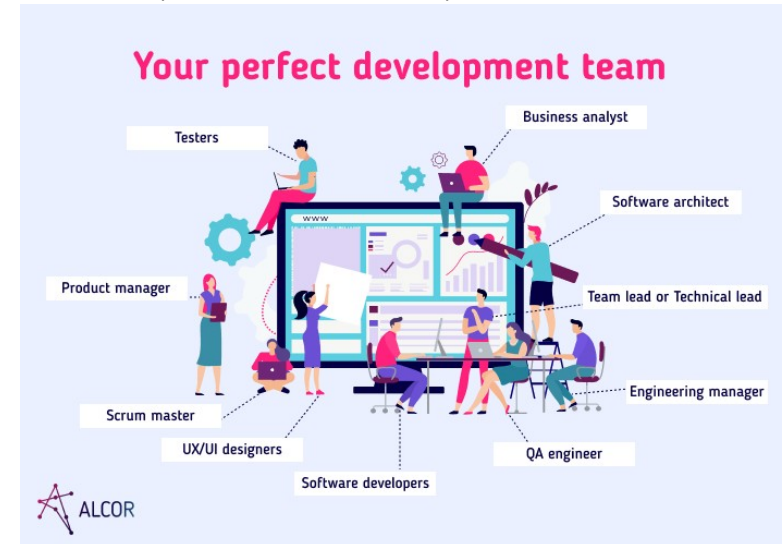 Your perfect development team
Business analyst
Testers
Software architect
Product manager
Team lead or Technical lead
Engineering manager
Scrum master
UX/UI designers
QA engineer
Software developers
www
ALCOR